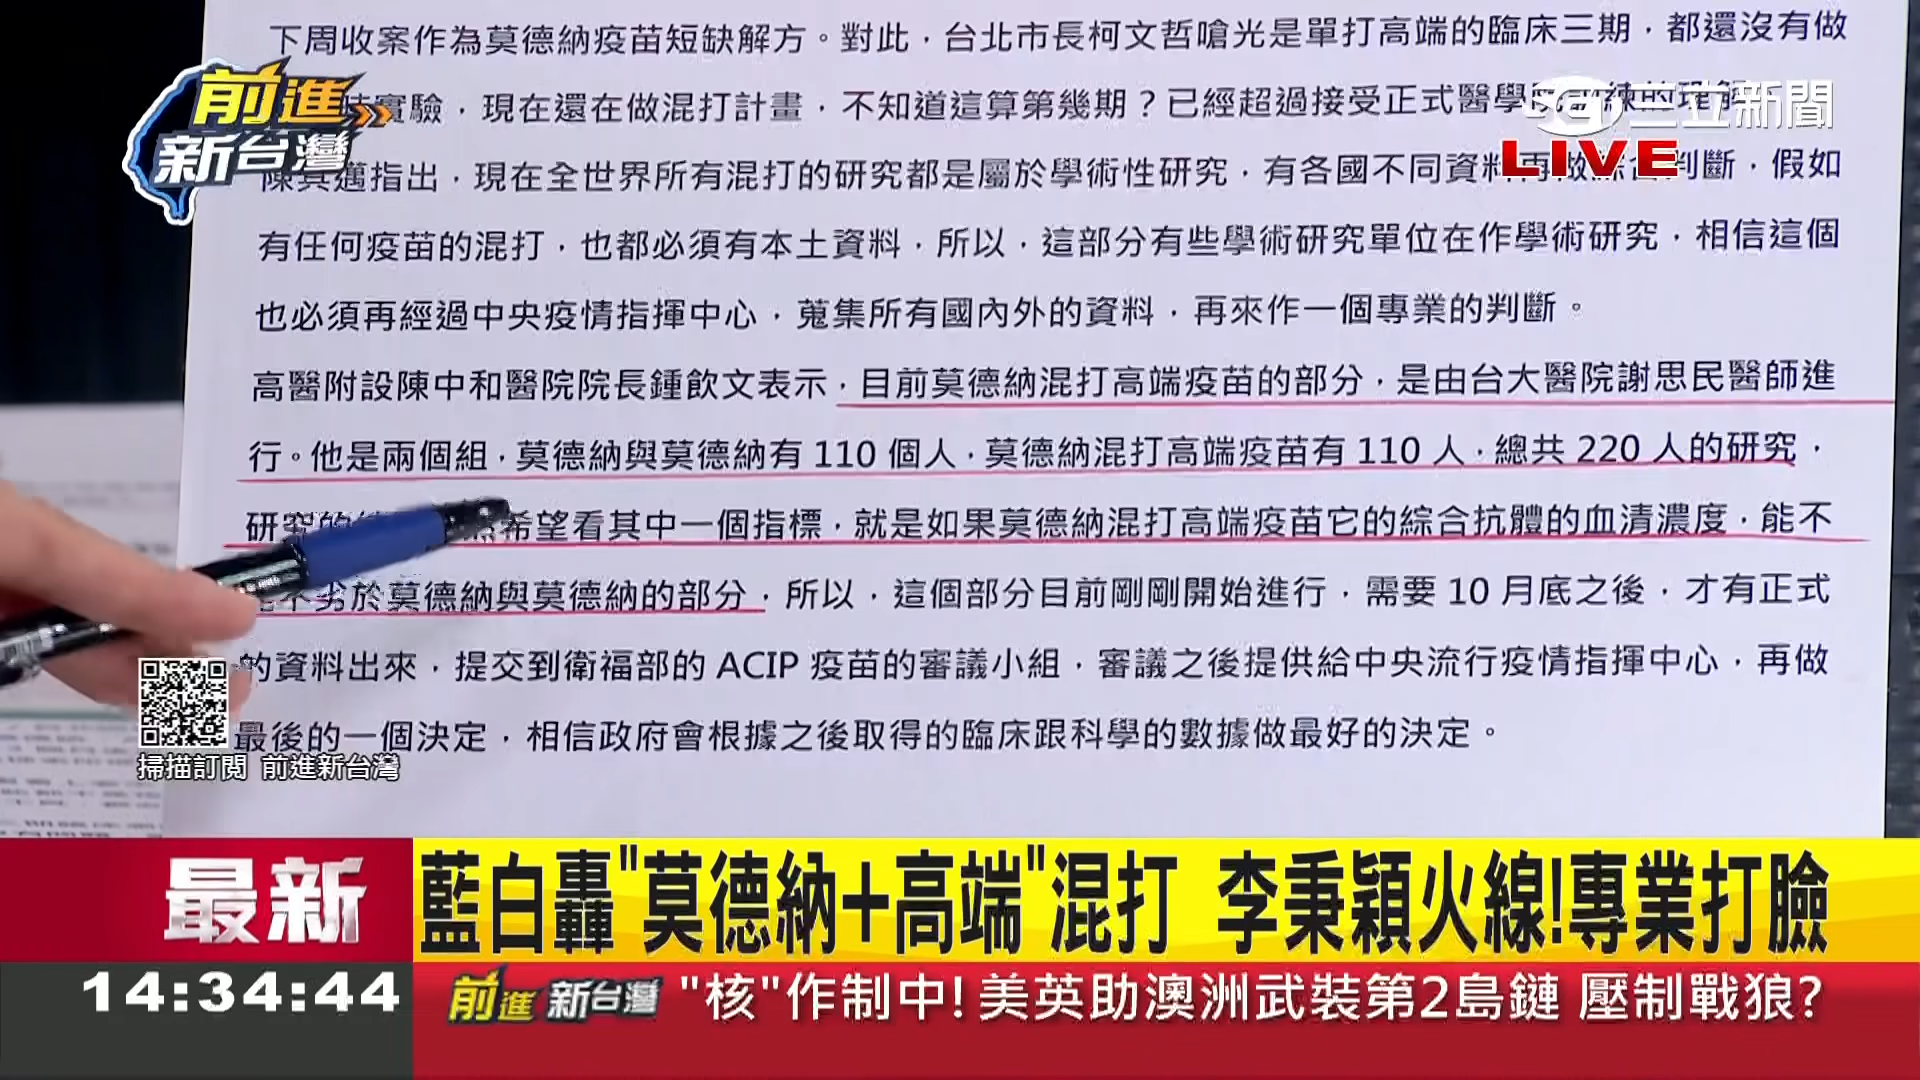 下周收案作為莫德納疫苗短缺解方。對此，台北市長柯文哲嗆光是單打高端的臨床三期，都還沒有做
實驗，現在還在做混打計畫，不知道這算第幾期？已經超過接受正式醫學
陳其邁指出，現在全世界所有混打的研究都是屬於學術性研究，有各國不同資料再做綜合判斷，假如
有任何疫苗的混打，也都必須有本土資料，所以，這部分有些學術研究單位在作學術研究，相信這個
也必須再經過中央疫情指揮中心，蒐集所有國內外的資料，再來作一個專業的判斷。
高醫附設陳中和醫院院長鍾飲文表示，目前莫德納混打高端疫苗的部分，是由台大醫院謝思民醫師進
行。他是兩個組，莫德納與莫德納有 110 個人，莫德納混打高端疫苗有 110 人，總共 220 人的研究，
研究的 希望看其中一個指標，就是如果莫德納混打高端疫苗它的綜合抗體的血清濃度，能不
不劣於莫德納與莫德納的部分，所以，這個部分目前剛剛開始進行，需要 10 月底之後，才有正式
的資料出來，提交到衛福部的 ACIP 疫苗的審議小組，審議之後提供給中央流行疫情指揮中心，再做
最後的一個決定，相信政府會根據之後取得的臨床跟科學的數據做最好的決定。
前進
新台灣
三立新聞
LIVE
掃描訂閱 前進新台灣
最新
藍白轟"莫德納+高端"混打 李秉穎火線!專業打臉
14:34:44
前進新台灣 "核"作制中!美英助澳洲武裝第2島鏈 壓制戰狼?